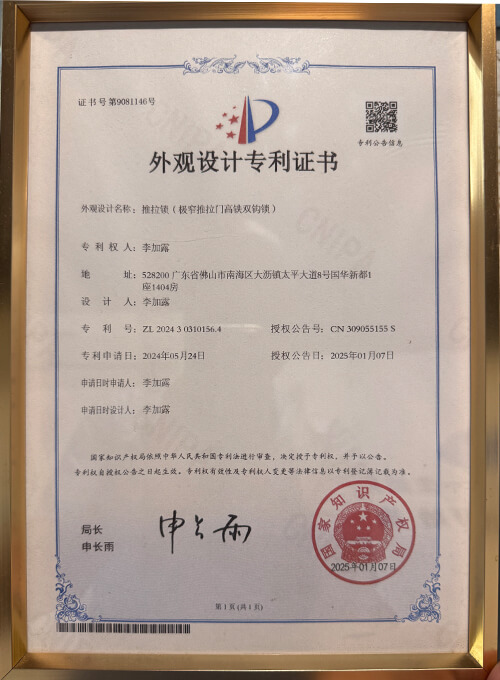 证书号第9081146号
专利公告信息
外观设计专利证书
外观设计名称：推拉锁（极窄推拉门高铁双钩锁）
专利权人：李加露
地址：528200 广东省佛山市南海区大沥镇太平大道8号国华新都1
座1404房
设计人：李加露
专利号：ZL 2024 3 0310156.4 授权公告号：CN 309055155 S
专利申请日：2024年05月24日 授权公告日：2025年01月07日
申请日时申请人：李加露
申请日时设计人：李加露
国家知识产权局依照中华人民共和国专利法进行审查，决定授予专利权，并予以公告。
专利权自授权公告之日起生效。专利权有效性及专利权人变更等法律信息以专利登记簿记载为准。
局长
申长雨
申长雨
国家知识产权局
2025年01月07日
第1页(共1页)